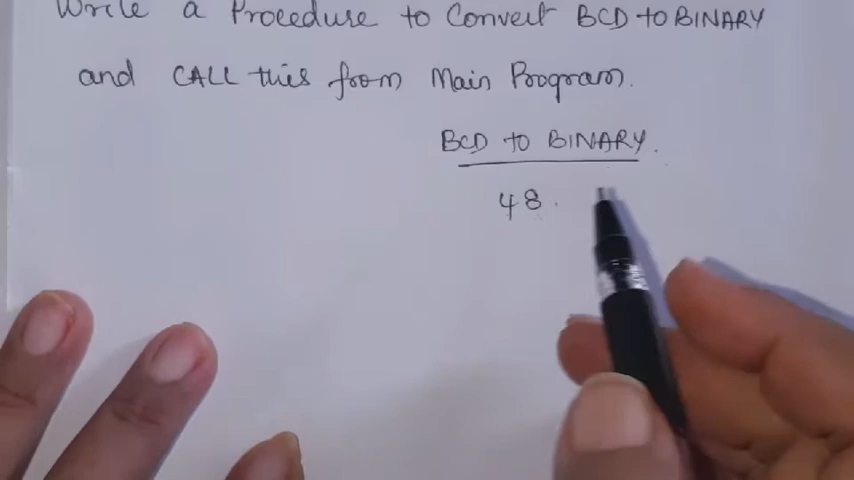 Write a Procedure to Convert BCD to BINARY
and CALL this from Main Program.
BCD to BINARY.
48.